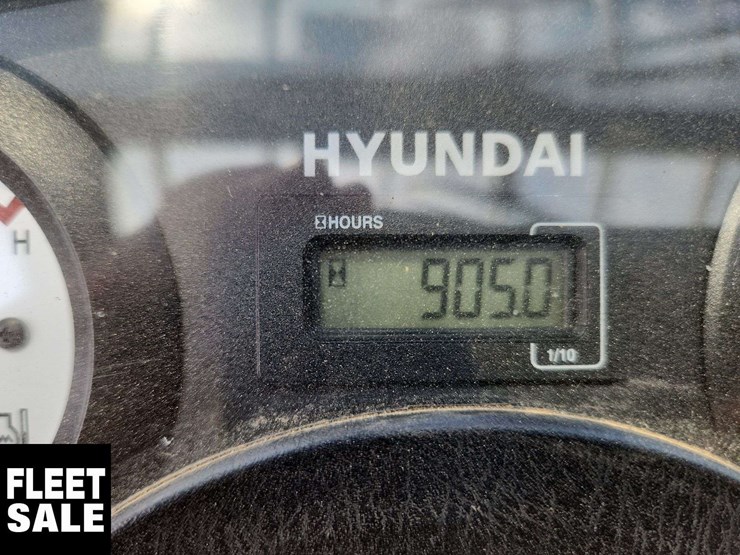 HYUNDAI
HOURS
905.0
1/10
H
FLEET
SALE